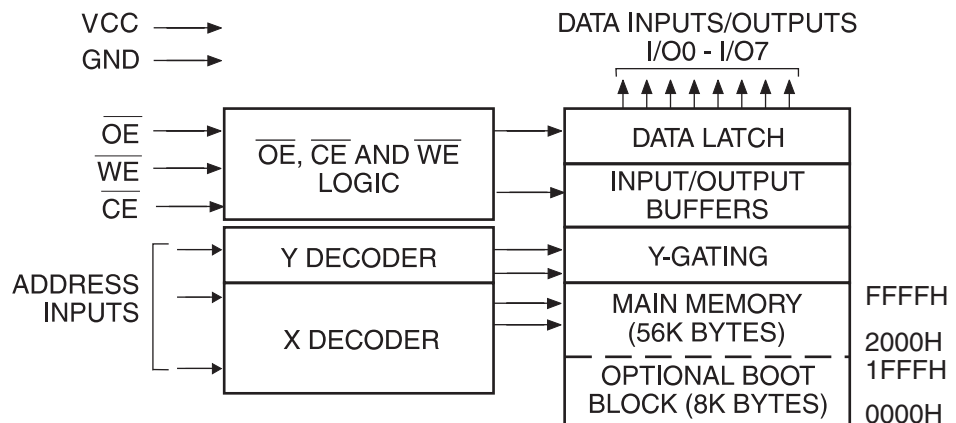 VCC
GND
DATA INPUTS/OUTPUTS
I/O0 - I/O7
OE
WE
CE
OE, CE AND WE
LOGIC
DATA LATCH
INPUT/OUTPUT
BUFFERS
ADDRESS
INPUTS
Y DECODER
Y-GATING
X DECODER
MAIN MEMORY
(56K BYTES)
OPTIONAL BOOT
BLOCK (8K BYTES)
FFFFH
2000H
1FFFH
0000H